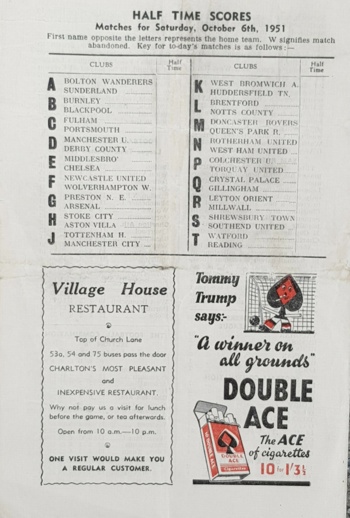 HALF TIME SCORES
Matches for Saturday, October 6th, 1951
First name opposite the letters represents the home team. W signifies match
abandoned. Key for to-day's matches is as follows :—
CLUBS Half Time
A BOLTON WANDERERS
SUNDERLAND
B BURNLEY
BLACKPOOL
C FULHAM
PORTSMOUTH
D MANCHESTER U.
DERBY COUNTY
E MIDDLESBRO'
CHELSEA
F NEWCASTLE UNITED
WOLVERHAMPTON W.
G PRESTON N. E.
ARSENAL
H STOKE CITY
ASTON VILLA
J TOTTENHAM H.
MANCHESTER CITY
CLUBS Half Time
K WEST BROMWICH A.
HUDDERSFIELD TN.
L BRENTFORD
NOTTS COUNTY
M DONCASTER ROVERS
QUEEN'S PARK R.
N ROTHERHAM UNITED
WEST HAM UNITED
P COLCHESTER UNITED
TORQUAY UNITED
Q CRYSTAL PALACE
GILLINGHAM
R LEYTON ORIENT
MILLWALL
S SHREWSBURY TOWN
SOUTHEND UNITED
T WATFORD
READING
Village House
RESTAURANT
Top of Church Lane
53a, 54 and 75 buses pass the door
CHARLTON'S MOST PLEASANT
and
INEXPENSIVE RESTAURANT.
Why not pay us a visit for lunch
before the game, or tea afterwards.
Open from 10 a.m.—10 p.m.
ONE VISIT WOULD MAKE YOU
A REGULAR CUSTOMER.
Tommy
Trump
says:-
"A winner on
all grounds"
DOUBLE
ACE
The ACE
of cigarettes
10 for 1'3½
DOUBLE
ACE